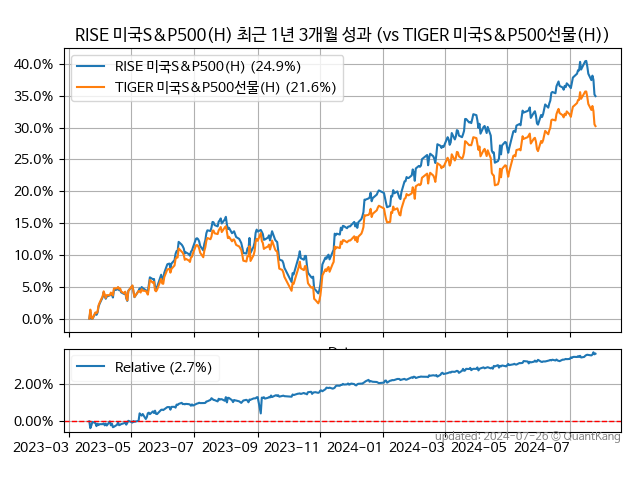 RISE 미국S&P500(H) 최근 1년 3개월 성과 (vs TIGER 미국S&P500선물(H))
RISE 미국S&P500(H) (24.9%)
TIGER 미국S&P500선물(H) (21.6%)
40.0%
35.0%
30.0%
25.0%
20.0%
15.0%
10.0%
5.0%
0.0%
Relative (2.7%)
2.00%
0.00%
2023-03 2023-05 2023-07 2023-09 2023-11 2024-01 2024-03 2024-05 2024-07
updated: 2024-07-26 © QuantKang